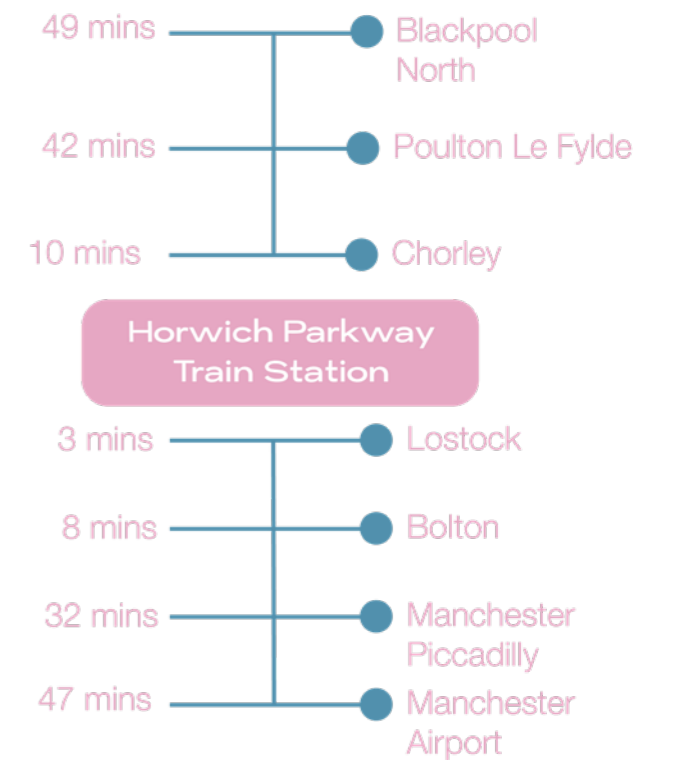 49 mins Blackpool
North
42 mins Poulton Le Fylde
10 mins Chorley
Horwich Parkway
Train Station
3 mins Lostock
8 mins Bolton
32 mins Manchester
Piccadilly
47 mins Manchester
Airport